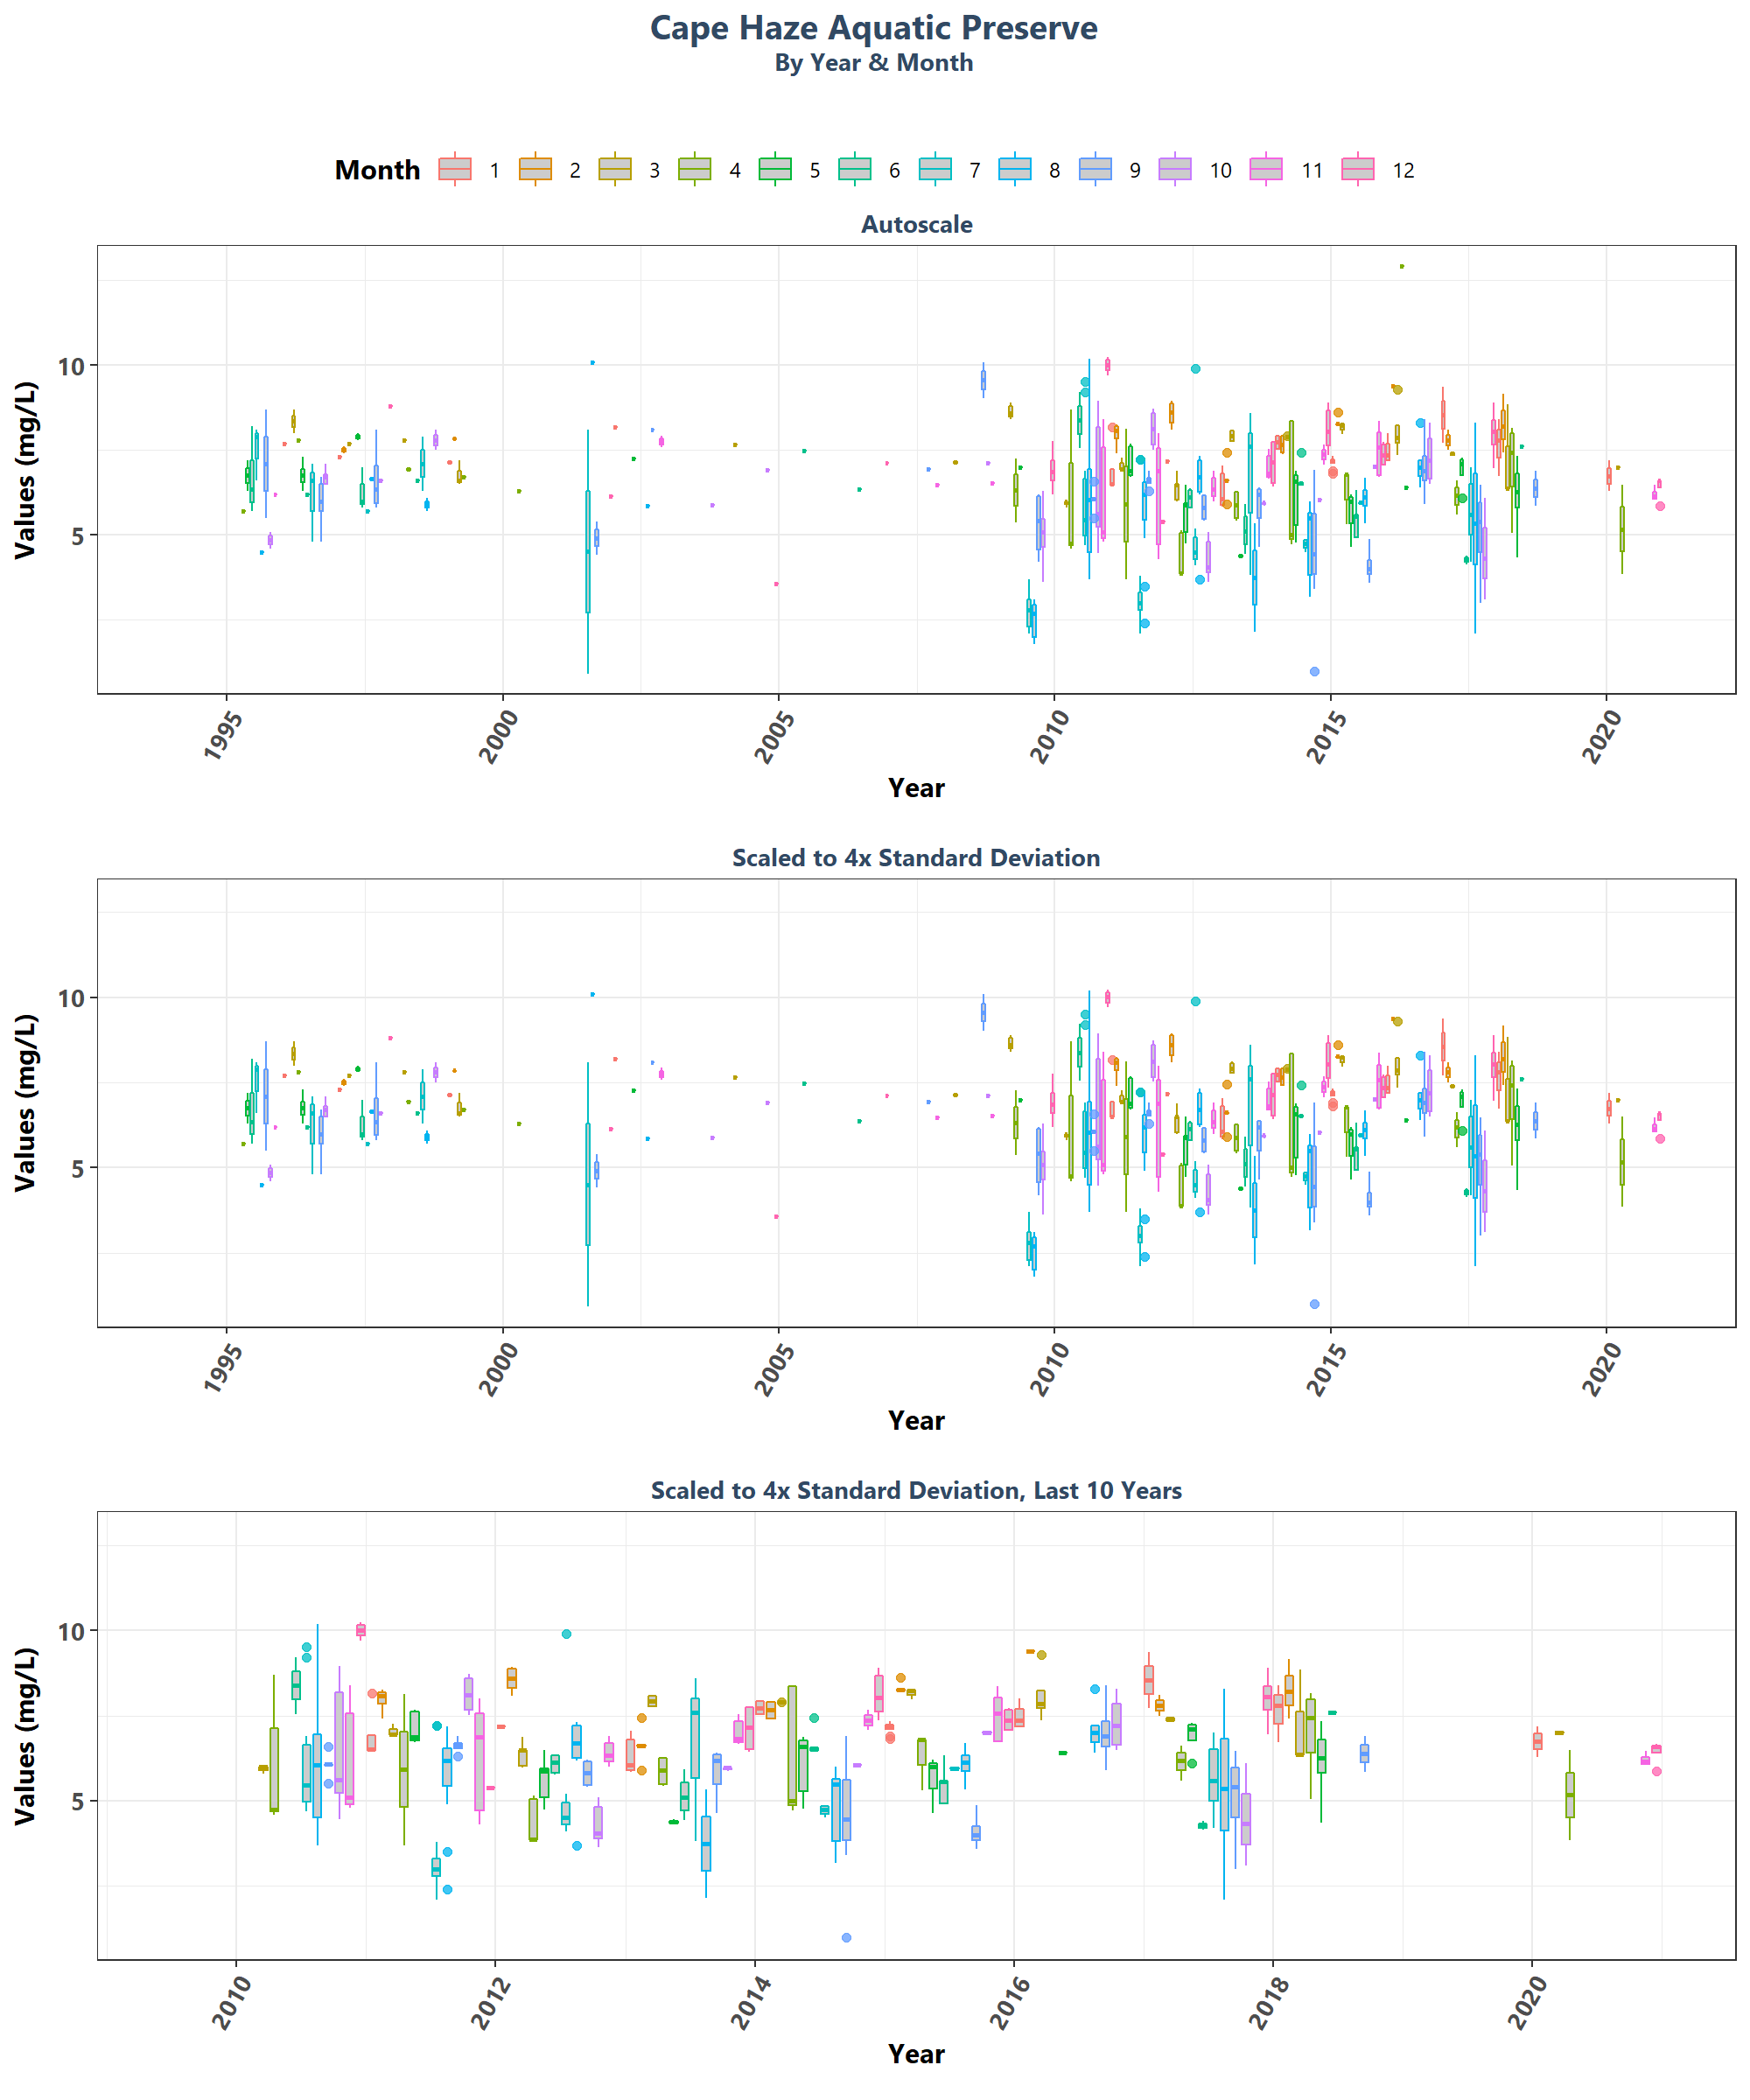 Cape Haze Aquatic Preserve
By Year & Month
Month 1 2 3 4 5 6 7 8 9 10 11 12
Autoscale
Values (mg/L)
10
5
1995 2000 2005 2010 2015 2020
Year
Scaled to 4x Standard Deviation
Values (mg/L)
10
5
1995 2000 2005 2010 2015 2020
Year
Scaled to 4x Standard Deviation, Last 10 Years
Values (mg/L)
10
5
2010 2012 2014 2016 2018 2020
Year